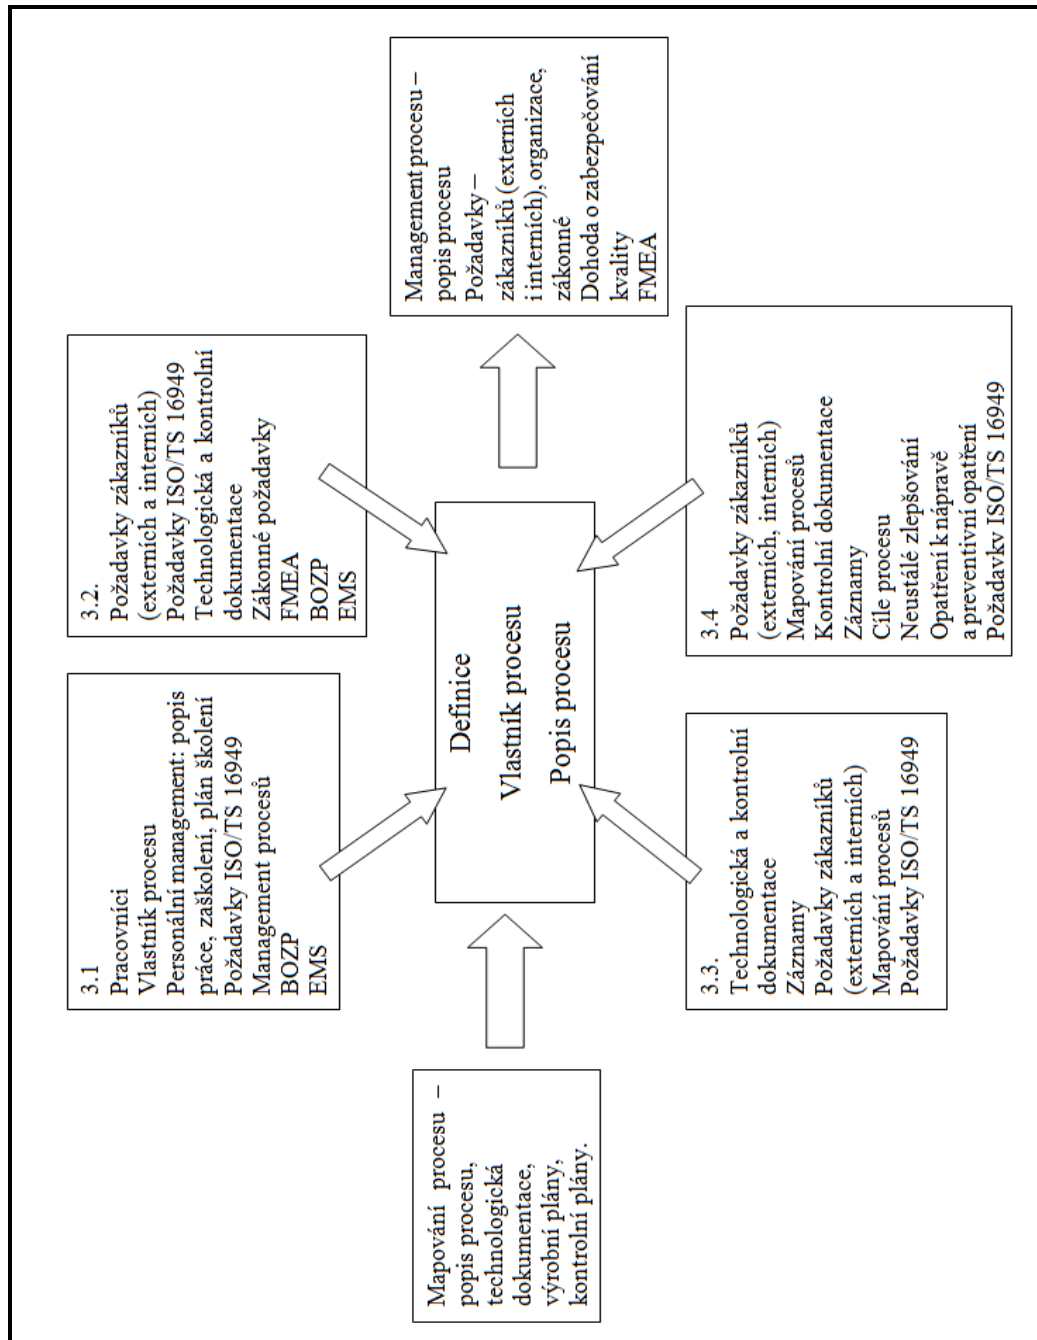 3.1
Pracovníci
Vlastník procesu
Personální management: popis
práce, zaškolení, plán školení
Požadavky ISO/TS 16949
Management procesů
BOZP
EMS
3.2.
Požadavky zákazníků
(externích a interních)
Požadavky ISO/TS 16949
Technologická a kontrolní
dokumentace
Zákonné požadavky
FMEA
BOZP
EMS
Mapování procesu –
popis procesu,
technologická
dokumentace,
výrobní plány,
kontrolní plány.
Definice
Vlastník procesu
Popis procesu
Management procesu –
popis procesu
Požadavky –
zákazníků (externích
i interních), organizace,
zákonné
Dohoda o zabezpečování
kvality
FMEA
3.3.
Technologická a kontrolní
dokumentace
Záznamy
Požadavky zákazníků
(externích a interních)
Mapování procesů
Požadavky ISO/TS 16949
3.4
Požadavky zákazníků
(externích, interních)
Mapování procesů
Kontrolní dokumentace
Záznamy
Cíle procesu
Neustálé zlepšování
Opatření k nápravě
a preventivní opatření
Požadavky ISO/TS 16949